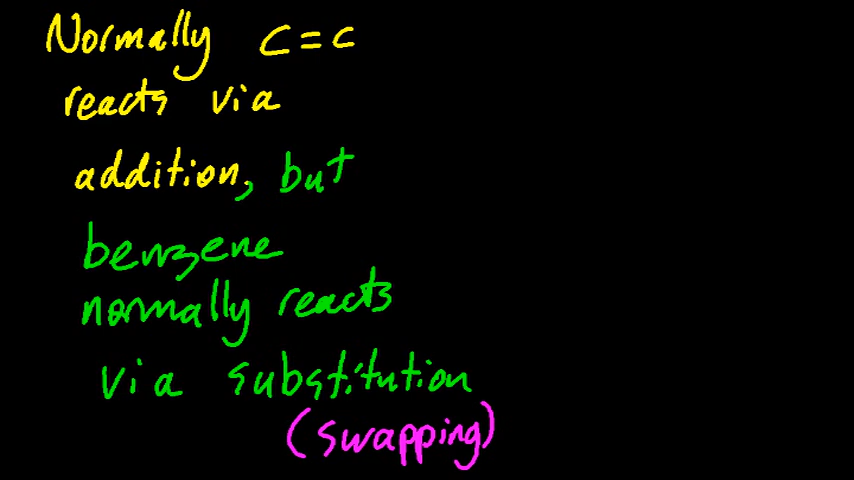 Normally C=C
reacts via
addition, but
benzene
normally reacts
via substitution
(swapping)